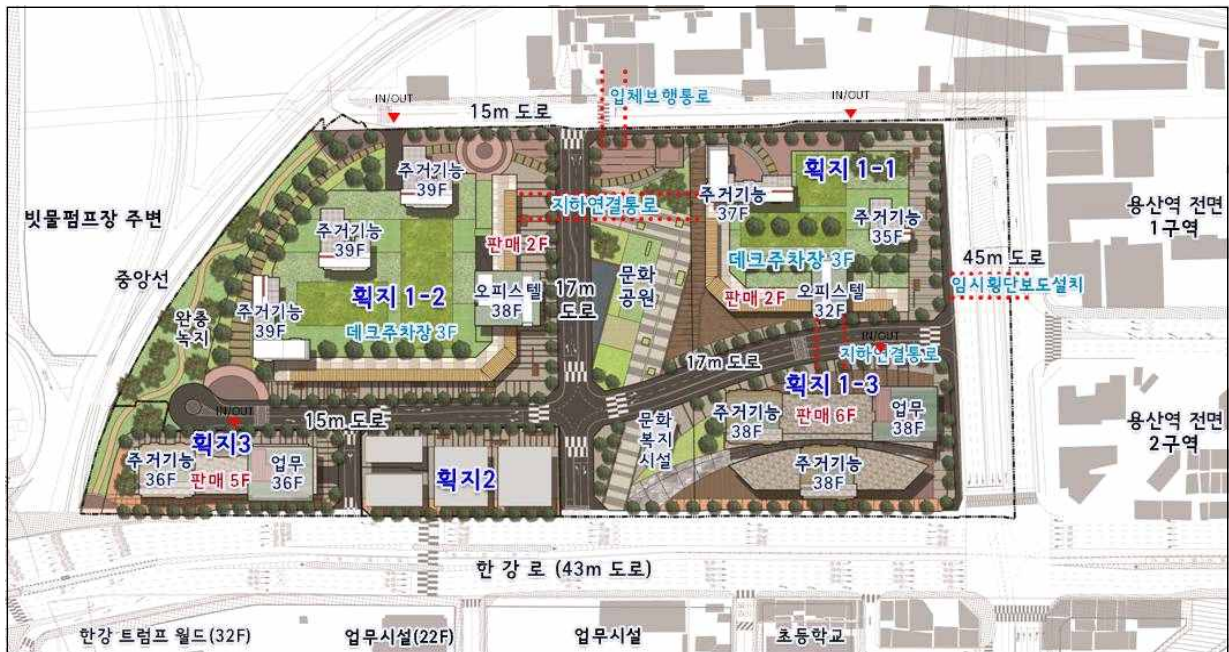 IN/OUT
15m 도로
입체보행통로
IN/OUT
주거기능
39F
주거기능
37F
획지 1-1
지하연결통로
주거기능
35F
용산역 전면
1구역
빗물펌프장 주변
중앙선
주거기능
39F
판매 2F
문화
공원
데크주차장 3F
45m 도로
임시횡단보도설치
획지 1-2
오피스텔
38F
17m
도로
판매 2F
오피스텔
32F
완충
녹지
주거기능
39F
데크주차장 3F
IN/OUT
지하연결통로
17m 도로
획지 1-3
IN/OUT
15m 도로
획지3
주거기능
36F
판매 5F
업무
36F
획지2
문화
복지
시설
주거기능
38F
판매 6F
업무
38F
주거기능
38F
용산역 전면
2구역
한강로 (43m 도로)
한강 트럼프 월드(32F)
업무시설(22F)
업무시설
초등학교